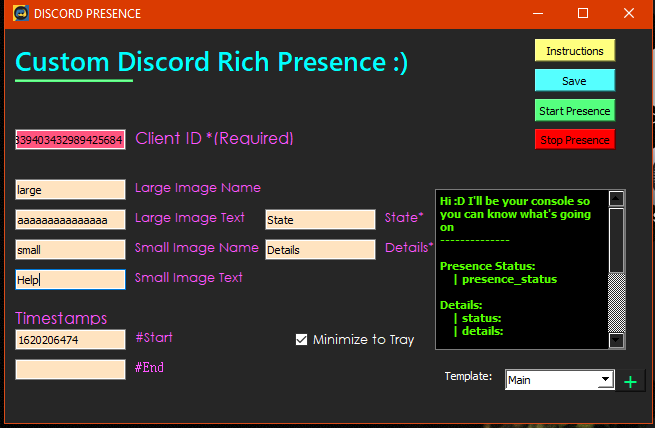 DISCORD PRESENCE
Custom Discord Rich Presence :)
Instructions
Save
Start Presence
Stop Presence
339403432989425684 Client ID *(Required)
large Large Image Name
aaaaaaaaaaaaaaa Large Image Text State State*
small Small Image Name Details Details*
Help Small Image Text
Timestamps
1620206474 #Start
#End
Minimize to Tray
Hi :D I'll be your console so
you can know what's going
on
--------------
Presence Status:
| presence_status
Details:
| status:
| details:
Template: Main +